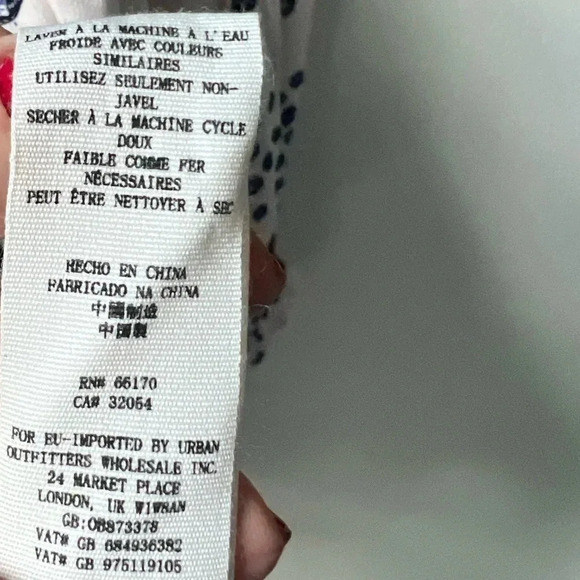 LAVER À LA MACHINE À L'EAU
FROIDE AVEC COULEURS
SIMILAIRES
UTILISEZ SEULEMENT NON-
JAVEL
SECHER À LA MACHINE CYCLE
DOUX
FAIBLE COMME FER
NÉCESSAIRES
PEUT ÊTRE NETTOYER À SEC
HECHO EN CHINA
FABRICADO NA CHINA
中國制造
中國製
RN# 66170
CA# 32054
FOR EU-IMPORTED BY URBAN
OUTFITTERS WHOLESALE INC.
24 MARKET PLACE
LONDON, UK W1W8AN
GB:OB873378
VAT# GB 684936382
VAT# GB 975119105